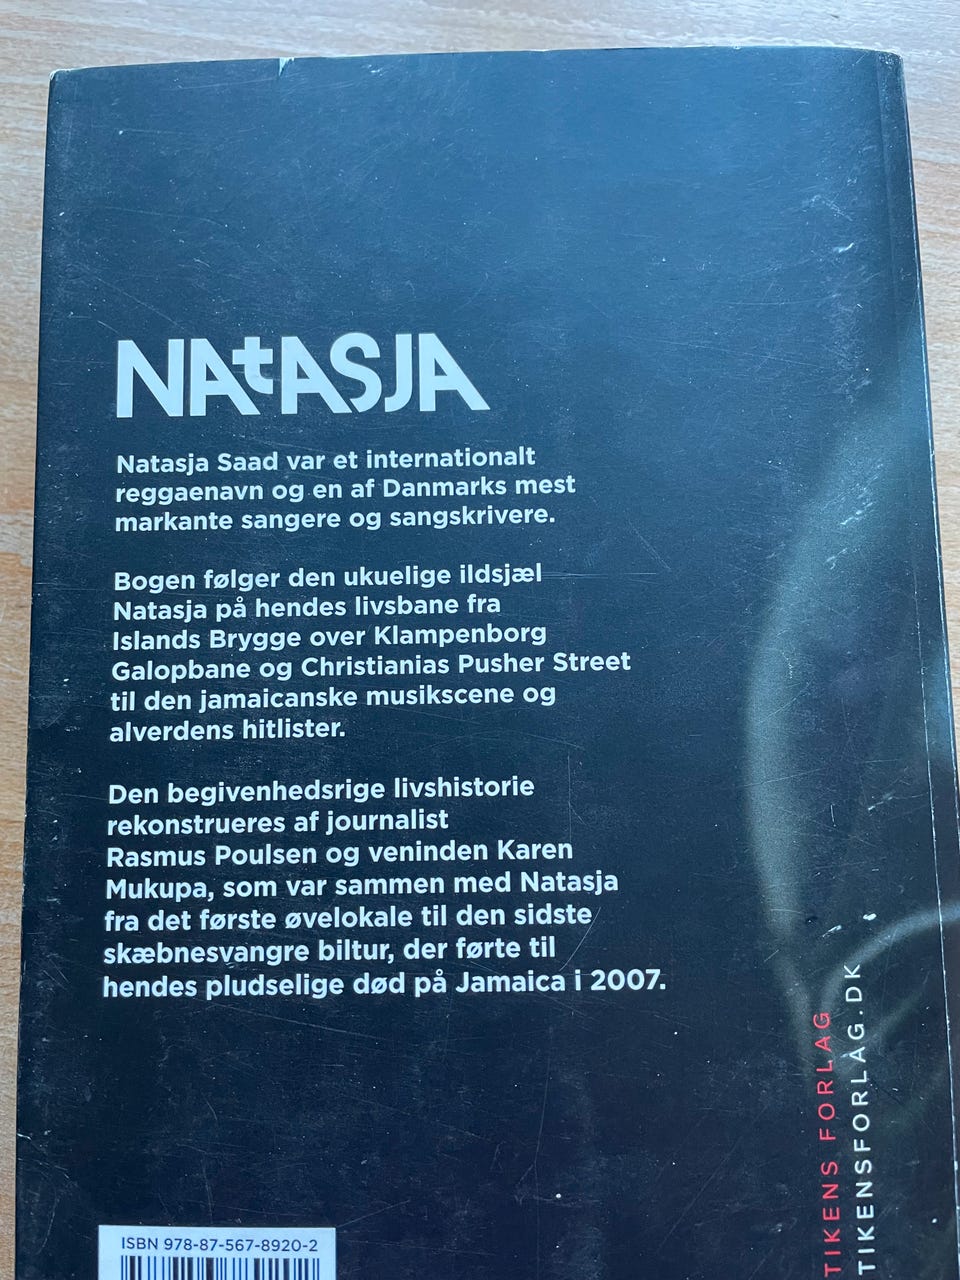 NAtASJA
Natasja Saad var et internationalt
reggaenavn og en af Danmarks mest
markante sangere og sangskrivere.
Bogen følger den ukuelige ildsjæl
Natasja på hendes livsbane fra
Islands Brygge over Klampenborg
Galopbane og Christianias Pusher Street
til den jamaicanske musikscene og
alverdens hitlister.
Den begivenhedsrige livshistorie
rekonstrueres af journalist
Rasmus Poulsen og veninden Karen
Mukupa, som var sammen med Natasja
fra det første øvelokale til den sidste
skæbnesvangre biltur, der førte til
hendes pludselige død på Jamaica i 2007.
TIKENS FORLAG
TIKENSFORLAG.DK
ISBN 978-87-567-8920-2